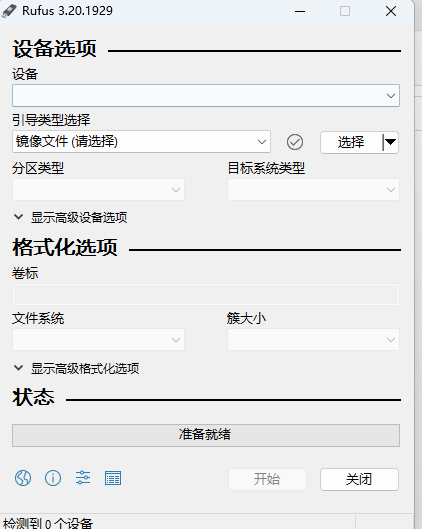 Rufus 3.20.1929
设备选项
设备
引导类型选择
镜像文件 (请选择)
选择
分区类型
目标系统类型
显示高级设备选项
格式化选项
卷标
文件系统
簇大小
显示高级格式化选项
状态
准备就绪
开始
关闭
检测到 0 个设备